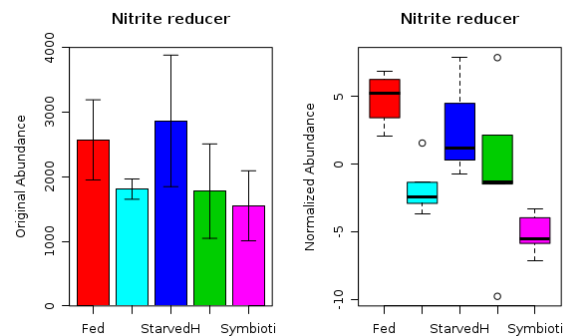 Nitrite reducer
Original Abundance
4000
3000
2000
1000
0
Fed
StarvedH
Symbioti
Nitrite reducer
Normalized Abundance
5
0
-5
-10
Fed
StarvedH
Symbioti